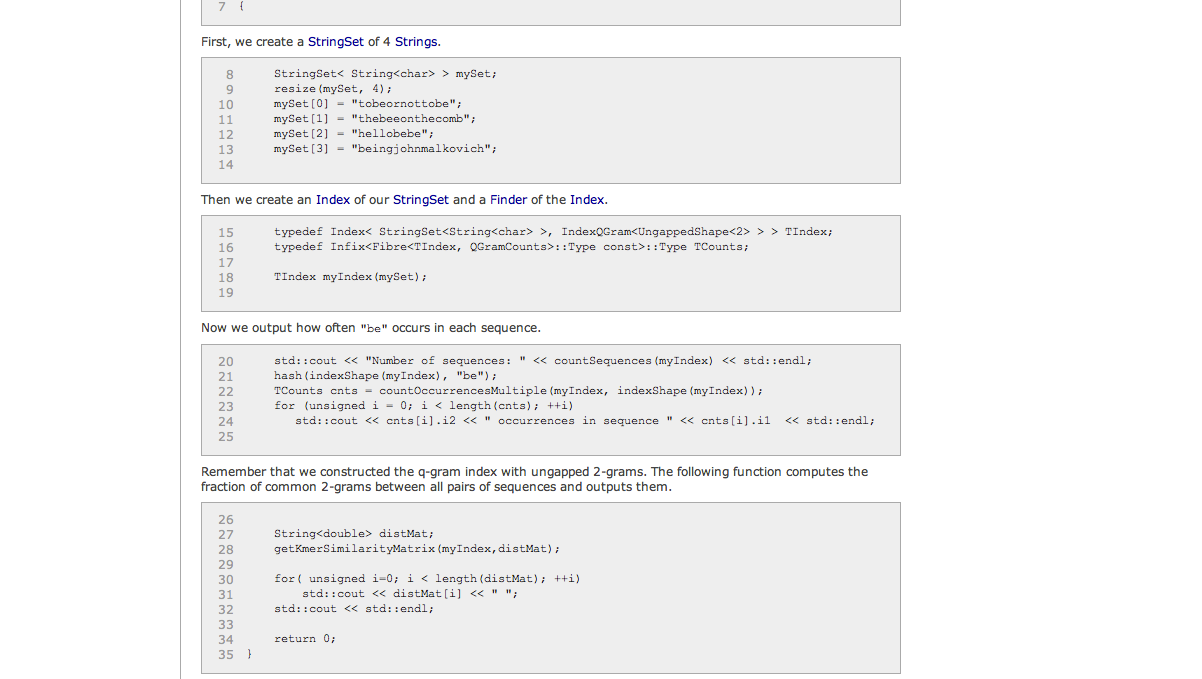 7 {
First, we create a StringSet of 4 Strings.
8 StringSet< String<char> > mySet;
9 resize(mySet, 4);
10 mySet[0] = "tobeornottobe";
11 mySet[1] = "thebeeonthecomb";
12 mySet[2] = "hellobebe";
13 mySet[3] = "beingjohnmalkovich";
14
Then we create an Index of our StringSet and a Finder of the Index.
15 typedef Index< StringSet<String<char> >, IndexQGram<UngappedShape<2> > > TIndex;
16 typedef Infix<Fibre<TIndex, QGramCounts>::Type const>::Type TCounts;
17
18 TIndex myIndex(mySet);
19
Now we output how often "be" occurs in each sequence.
20 std::cout << "Number of sequences: " << countSequences(myIndex) << std::endl;
21 hash(indexShape(myIndex), "be");
22 TCounts cnts = countOccurrencesMultiple(myIndex, indexShape(myIndex));
23 for (unsigned i = 0; i < length(cnts); ++i)
24 std::cout << cnts[i].i2 << " occurrences in sequence " << cnts[i].i1  << std::endl;
25
Remember that we constructed the q-gram index with ungapped 2-grams. The following function computes the
fraction of common 2-grams between all pairs of sequences and outputs them.
26
27 String<double> distMat;
28 getKmerSimilarityMatrix(myIndex,distMat);
29
30 for( unsigned i=0; i < length(distMat); ++i)
31 std::cout << distMat[i] << " ";
32 std::cout << std::endl;
33
34 return 0;
35 }